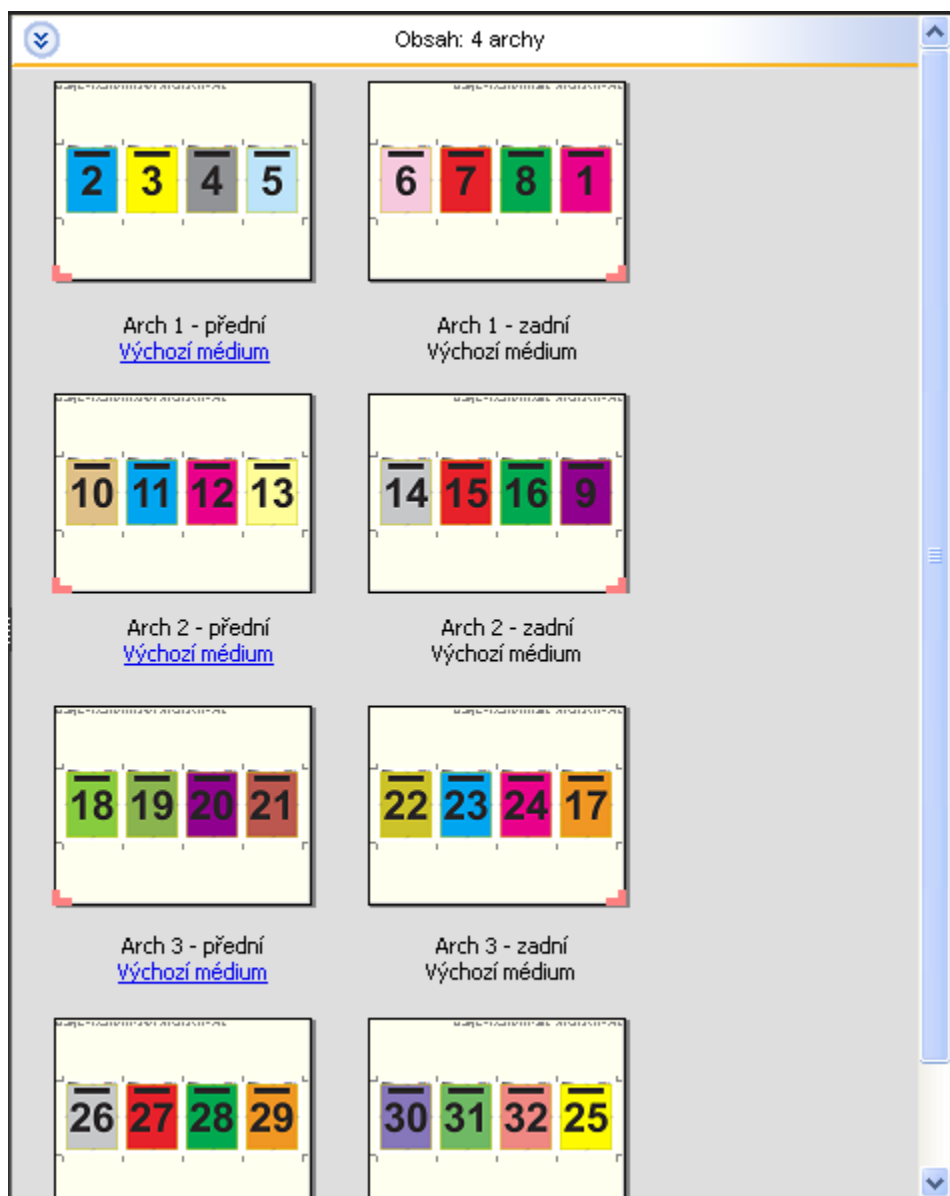 Obsah: 4 archy
2 3 4 5
6 7 8 1
Arch 1 - přední
Výchozí médium
Arch 1 - zadní
Výchozí médium
10 11 12 13
14 15 16 9
Arch 2 - přední
Výchozí médium
Arch 2 - zadní
Výchozí médium
18 19 20 21
22 23 24 17
Arch 3 - přední
Výchozí médium
Arch 3 - zadní
Výchozí médium
26 27 28 29
30 31 32 25